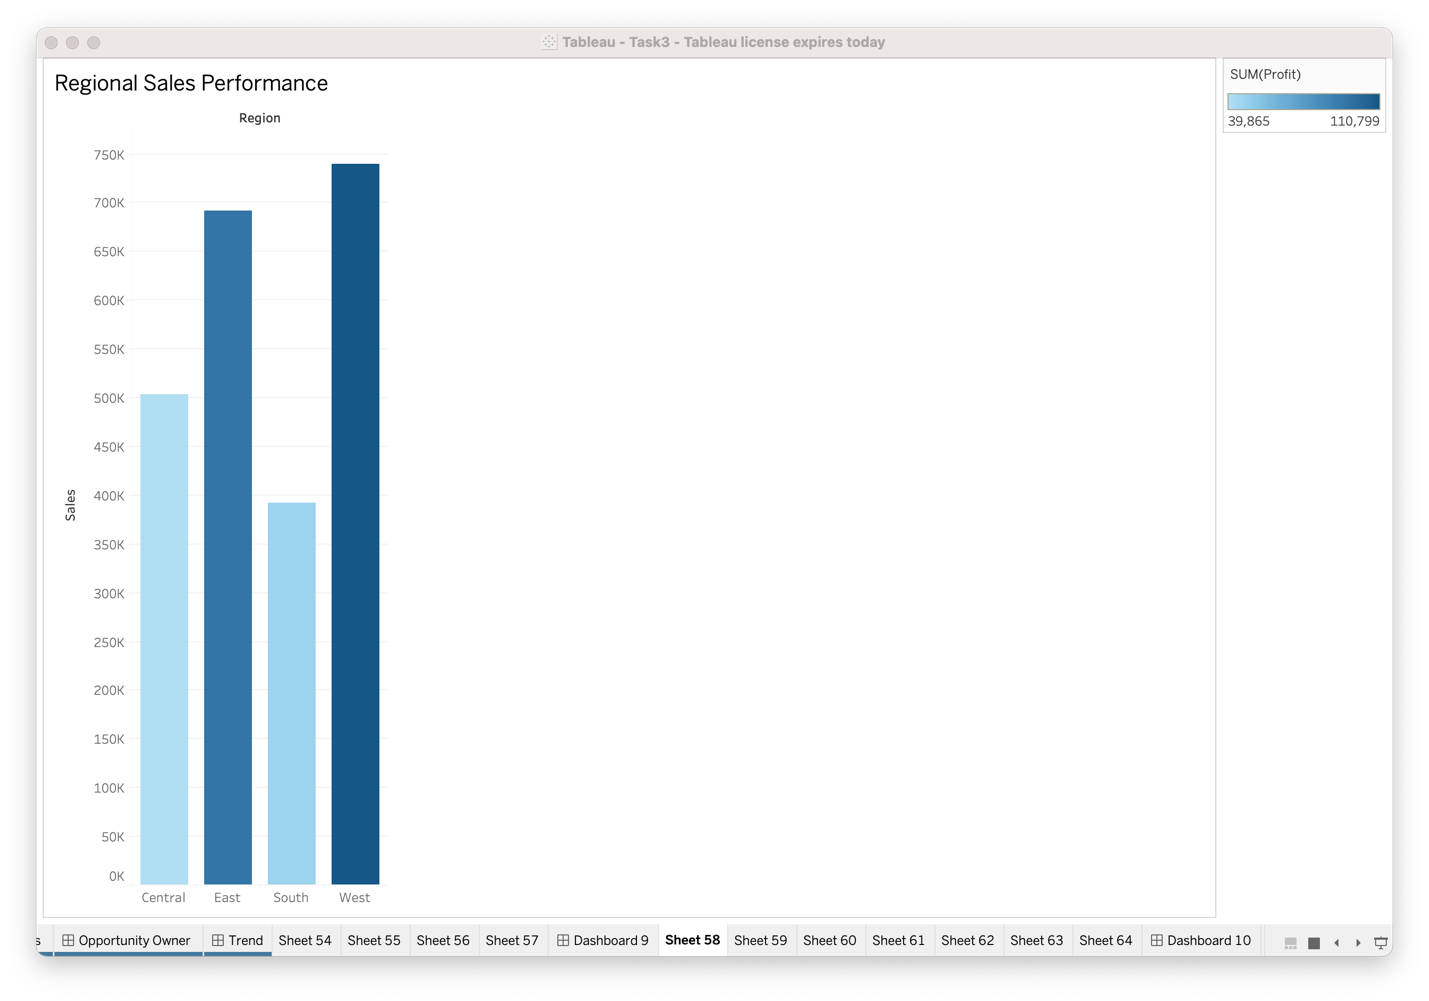 Tableau - Task3 - Tableau license expires today
Regional Sales Performance
Region
750K
700K
650K
600K
550K
500K
450K
400K
350K
300K
250K
200K
150K
100K
50K
0K
Sales
Central East South West
SUM(Profit)
39,865 110,799
s Opportunity Owner Trend Sheet 54 Sheet 55 Sheet 56 Sheet 57 Dashboard 9 Sheet 58 Sheet 59 Sheet 60 Sheet 61 Sheet 62 Sheet 63 Sheet 64 Dashboard 10